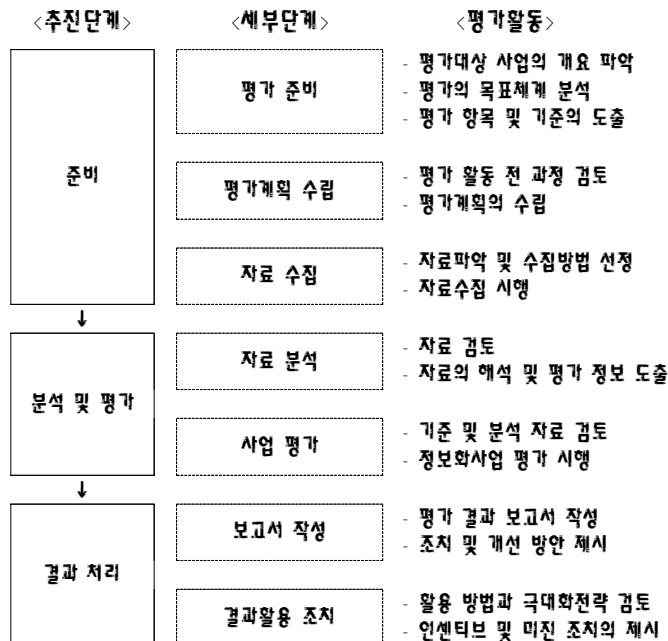 <추진단계> <세부단계> <평가활동>
평가 준비
- 평가대상 사업의 개요 파악
- 평가의 목표체계 분석
- 평가 항목 및 기준의 도출
준비
평가계획 수립
- 평가 활동 전 과정 검토
- 평가계획의 수립
자료 수집
- 자료파악 및 수집방법 선정
- 자료수집 시행
↓
분석 및 평가
자료 분석
- 자료 검토
- 자료의 해석 및 평가 정보 도출
사업 평가
- 기준 및 분석 자료 검토
- 정보화사업 평가 시행
↓
결과 처리
보고서 작성
- 평가 결과 보고서 작성
- 조치 및 개선 방안 제시
결과활용 조치
- 활용 방법과 극대화전략 검토
- 인센티브 및 미진 조치의 제시